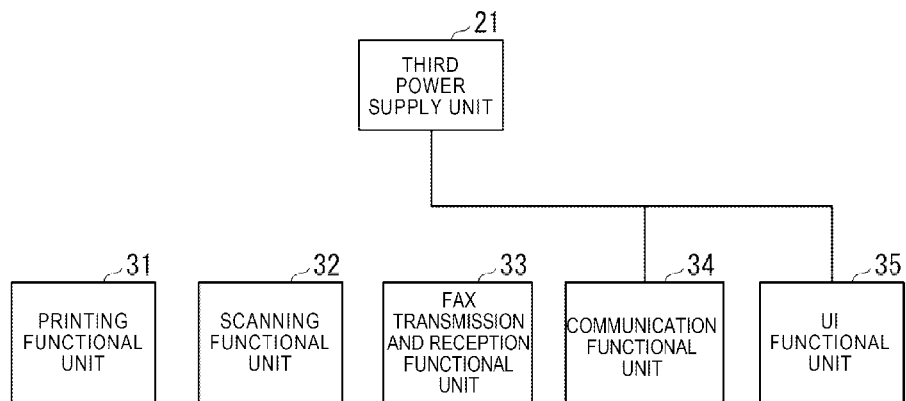 21
THIRD
POWER
SUPPLY UNIT
31
PRINTING
FUNCTIONAL
UNIT
32
SCANNING
FUNCTIONAL
UNIT
33
FAX
TRANSMISSION
AND RECEPTION
FUNCTIONAL
UNIT
34
COMMUNICATION
FUNCTIONAL
UNIT
35
UI
FUNCTIONAL
UNIT